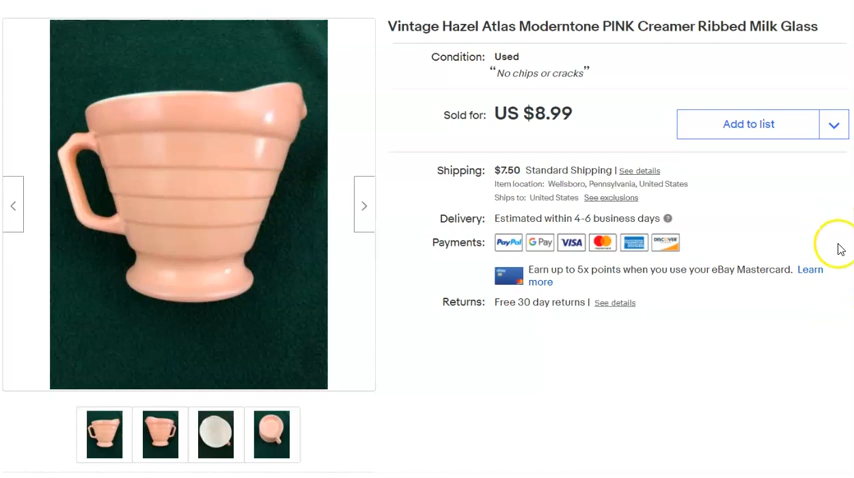 Vintage Hazel Atlas Moderntone PINK Creamer Ribbed Milk Glass
Condition: Used
“No chips or cracks”
Sold for: US $8.99
Add to list
Shipping: $7.50 Standard Shipping | See details
Item location: Wellsboro, Pennsylvania, United States
Ships to: United States See exclusions
Delivery: Estimated within 4-6 business days ?
Payments: PayPal G Pay VISA DISCOVER
Earn up to 5x points when you use your eBay Mastercard. Learn
more
Returns: Free 30 day returns | See details